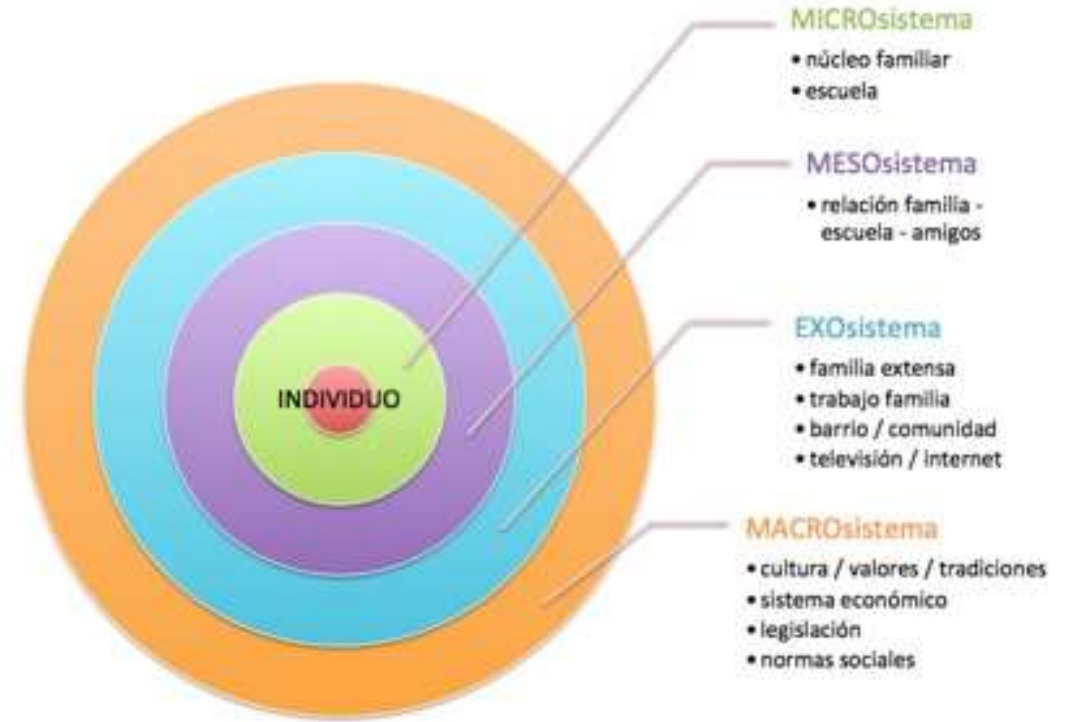 MICROsistema
• núcleo familiar
• escuela
MESOsistema
• relación familia -
escuela - amigos
INDIVIDUO
EXOsistema
• familia extensa
• trabajo familia
• barrio / comunidad
• televisión / internet
MACROsistema
• cultura / valores / tradiciones
• sistema económico
• legislación
• normas sociales